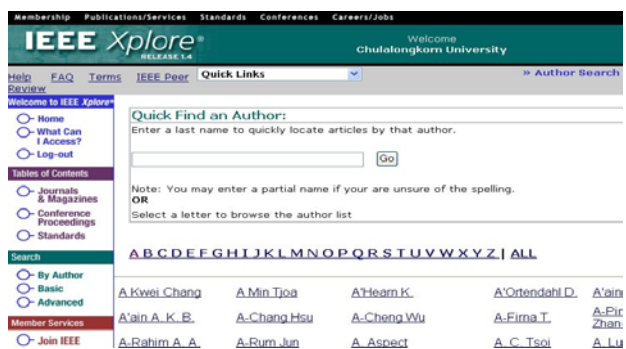 Membership Publications/Services Standards Conferences Careers/Jobs
IEEE Xplore®
RELEASE 1.4
Welcome
Chulalongkorn University
Help FAQ Terms IEEE Peer Review
Quick Links
» Author Search
Welcome to IEEE Xplore®
Home
What Can
I Access?
Log-out
Tables of Contents
Journals
& Magazines
Conference
Proceedings
Standards
Search
By Author
Basic
Advanced
Member Services
Join IEEE
Quick Find an Author:
Enter a last name to quickly locate articles by that author.
Go
Note: You may enter a partial name if your are unsure of the spelling.
OR
Select a letter to browse the author list
A B C D E F G H I J K L M N O P Q R S T U V W X Y Z | ALL
A Kwei Chang A Min Tjoa A'Hearn K. A'Ortendahl D. A'ain
A'ain A. K. B. A-Chang Hsu A-Cheng Wu A-Firna T. A-Pin
Zhan
A-Rahim A. A. A-Rum Jun A. Aspect A. C. Tsoi A. Lu